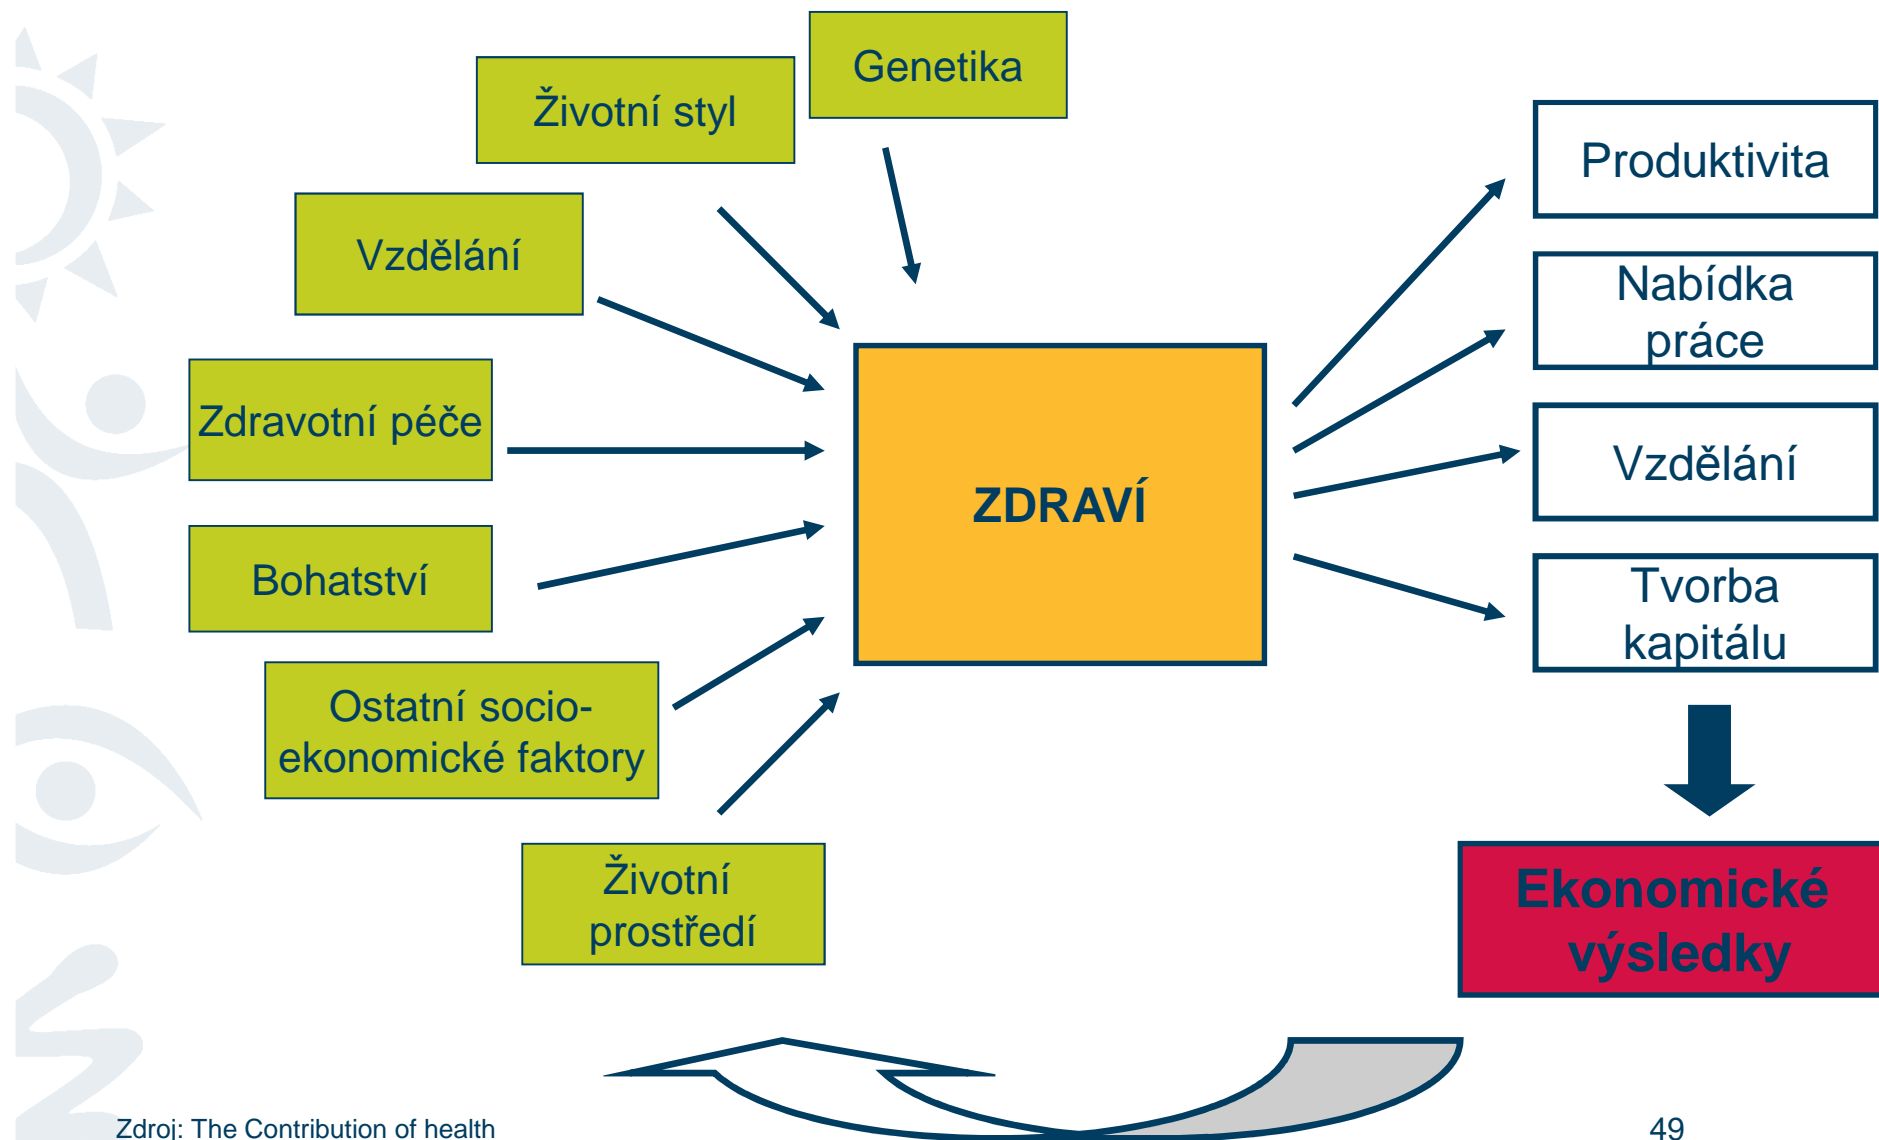 Genetika
Životní styl
Vzdělání
Zdravotní péče
Bohatství
Ostatní socio-
ekonomické faktory
Životní
prostředí
ZDRAVÍ
Produktivita
Nabídka
práce
Vzdělání
Tvorba
kapitálu
Ekonomické
výsledky
Zdroj: The Contribution of health
49